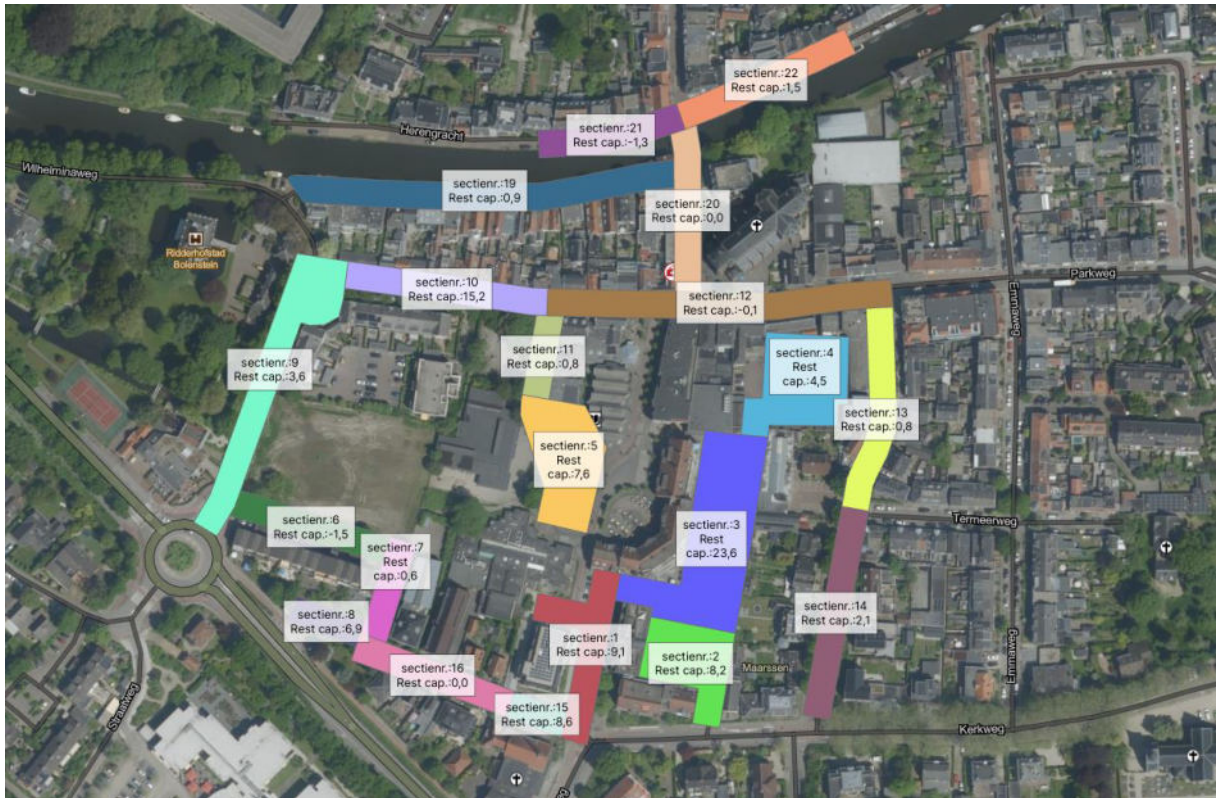 sectienr.:22
Rest cap.:1,5
Herengracht
sectienr.:21
Rest cap.:-1,3
Wilhelminaweg
sectienr.:19
Rest cap.:0,9
sectienr.:20
Rest cap.:0,0
Ridderhofstad
Bolenstein
sectienr.:10
Rest cap.:15,2
sectienr.:12
Rest cap.:-0,1
Parkweg
Emmaweg
sectienr.:9
Rest cap.:3,6
sectienr.:11
Rest cap.:0,8
sectienr.:4
Rest
cap.:4,5
sectienr.:13
Rest cap.:0,8
sectienr.:5
Rest
cap.:7,6
sectienr.:6
Rest cap.:-1,5
sectienr.:7
Rest
cap.:0,6
sectienr.:3
Rest
cap.:23,6
Termeerweg
sectienr.:8
Rest cap.:6,9
sectienr.:1
Rest cap.:9,1
sectienr.:14
Rest cap.:2,1
sectienr.:2
Rest cap.:8,2
Maarssen
Emmaweg
sectienr.:16
Rest cap.:0,0
sectienr.:15
Rest cap.:8,6
Straatweg
Kerkweg